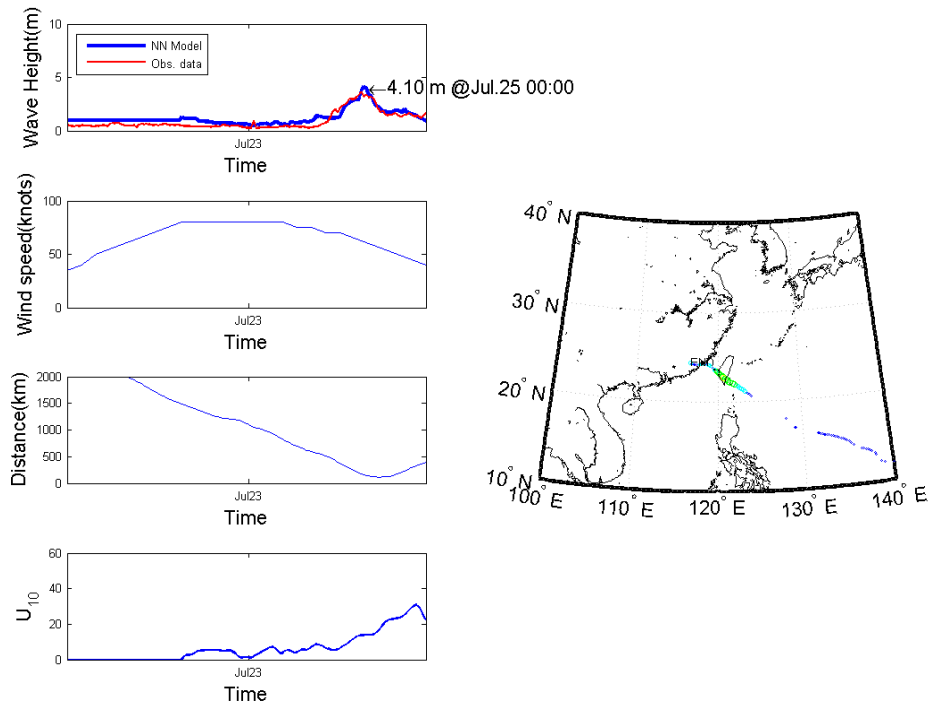 Wave Height(m)
10
5
0
NN Model
Obs. data
←4.10 m @Jul.25 00:00
Jul23
Time
Wind speed(knots)
100
50
0
Jul23
Time
Distance(km)
2000
1500
1000
500
0
Jul23
Time
U10
60
40
20
0
Jul23
Time
40° N
30° N
20° N
10° N
100° E
110° E
120° E
130° E
140° E
END